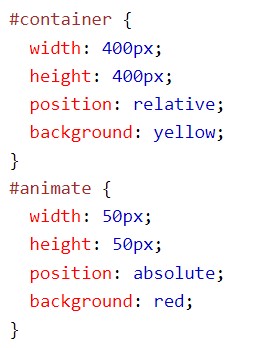 #container {
  width: 400px;
  height: 400px;
  position: relative;
  background: yellow;
}
#animate {
  width: 50px;
  height: 50px;
  position: absolute;
  background: red;
}